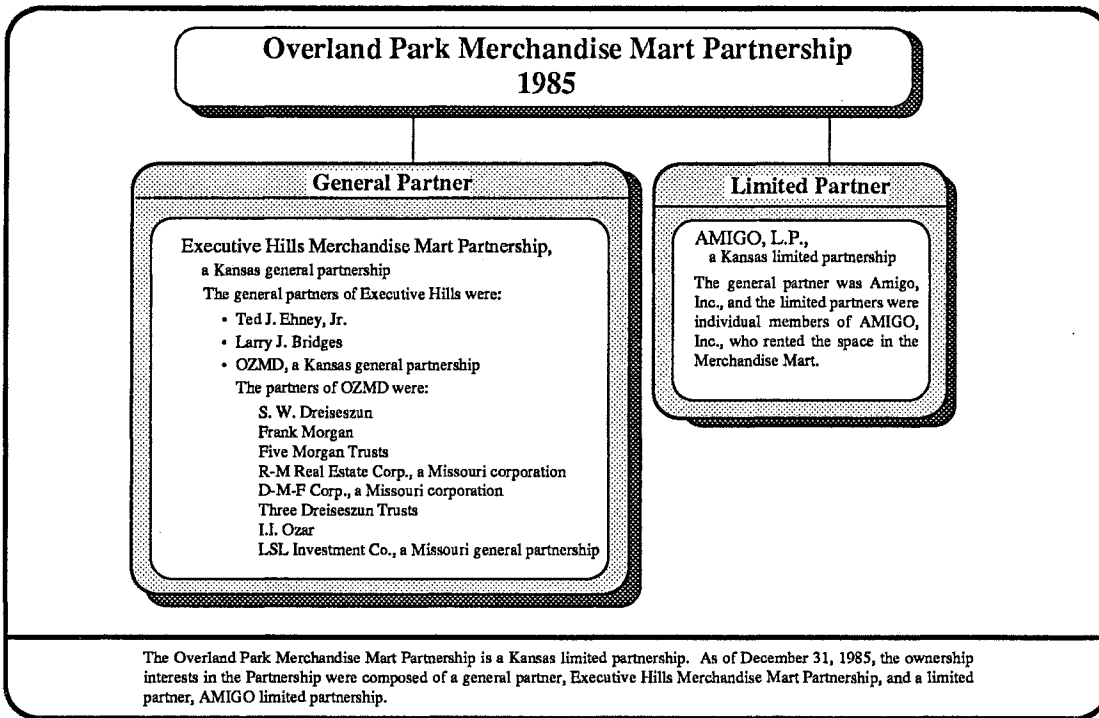 Overland Park Merchandise Mart Partnership
1985
General Partner
Executive Hills Merchandise Mart Partnership,
a Kansas general partnership
The general partners of Executive Hills were:
• Ted J. Ehney, Jr.
• Larry J. Bridges
• OZMD, a Kansas general partnership
The partners of OZMD were:
S. W. Dreiseszun
Frank Morgan
Five Morgan Trusts
R-M Real Estate Corp., a Missouri corporation
D-M-F Corp., a Missouri corporation
Three Dreiseszun Trusts
I.I. Ozar
LSL Investment Co., a Missouri general partnership
Limited Partner
AMIGO, L.P.,
a Kansas limited partnership
The general partner was Amigo,
Inc., and the limited partners were
individual members of AMIGO,
Inc., who rented the space in the
Merchandise Mart.
The Overland Park Merchandise Mart Partnership is a Kansas limited partnership. As of December 31, 1985, the ownership
interests in the Partnership were composed of a general partner, Executive Hills Merchandise Mart Partnership, and a limited
partner, AMIGO limited partnership.